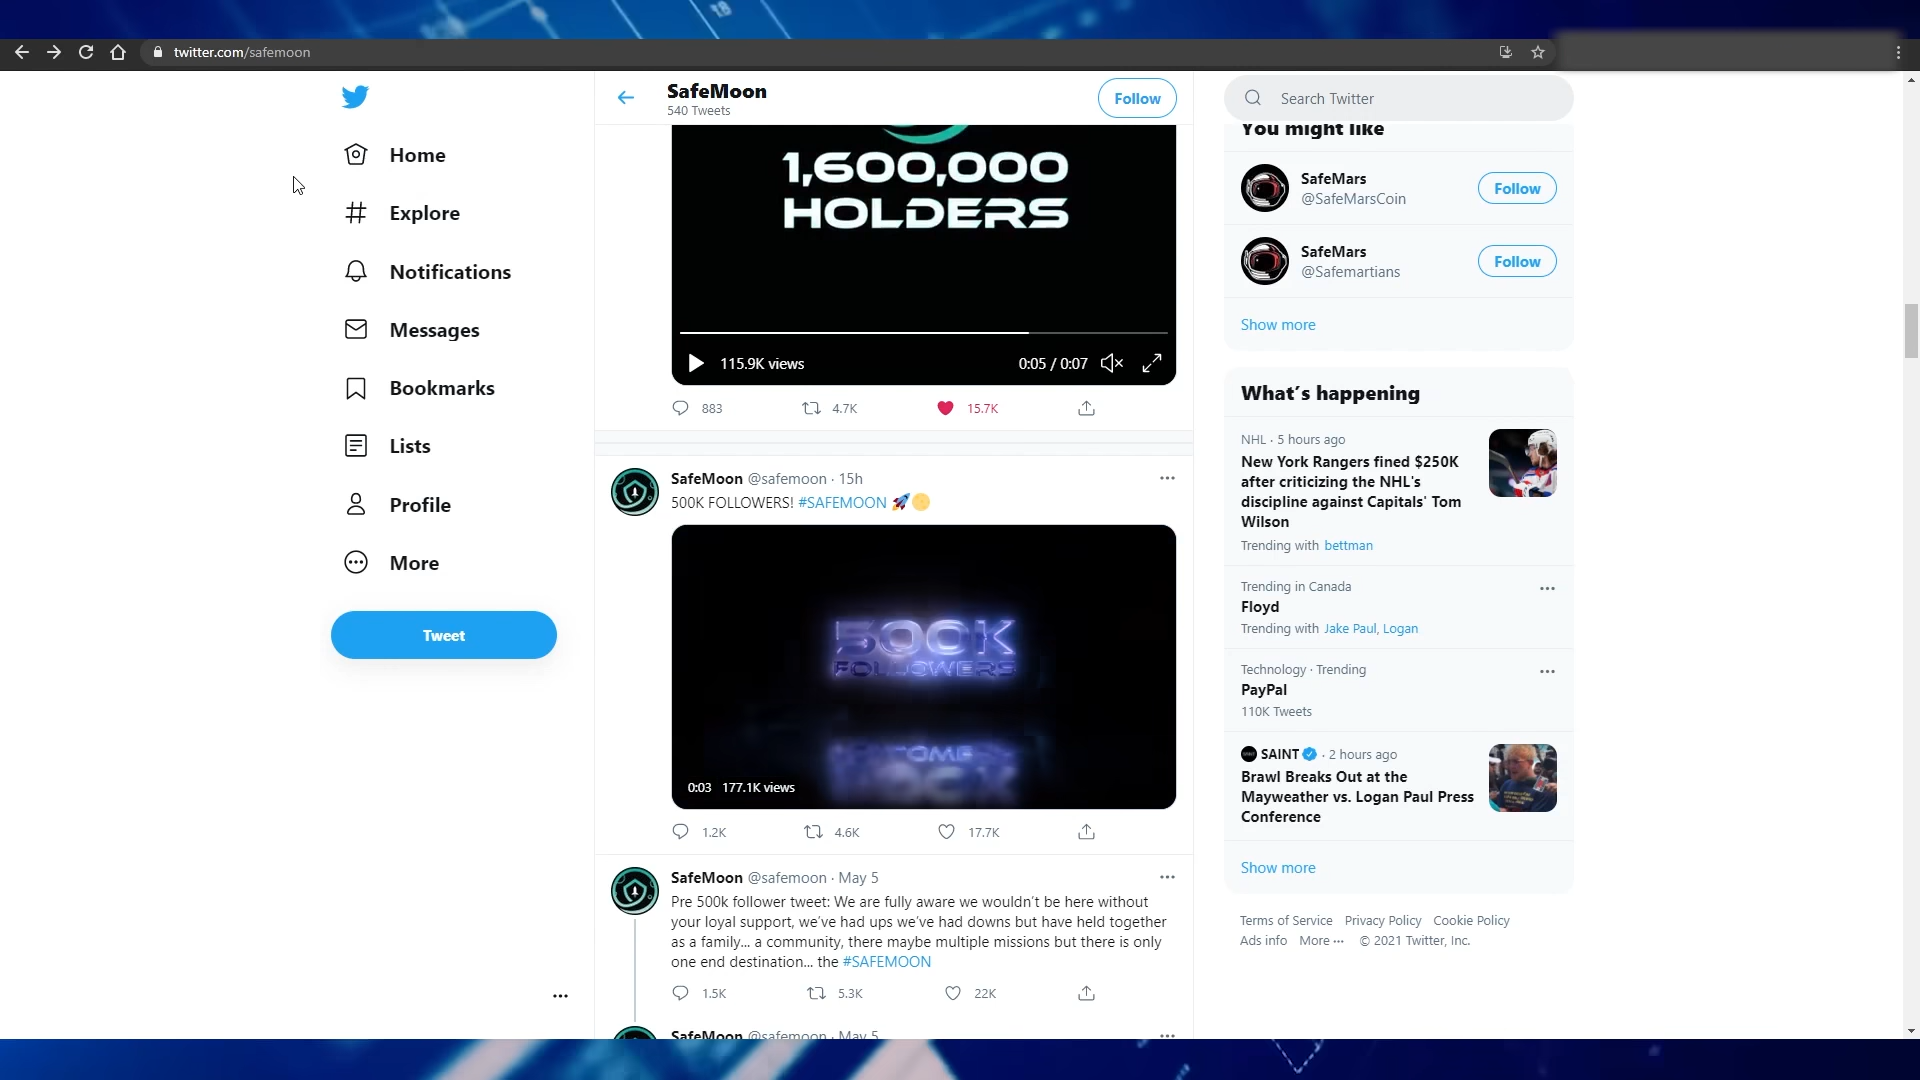 twitter.com/safemoon
SafeMoon
540 Tweets
Follow
Search Twitter
Home
Explore
Notifications
Messages
Bookmarks
Lists
Profile
More
Tweet
1,600,000
HOLDERS
115.9K views
0:05 / 0:07
883
4.7K
15.7K
SafeMoon @safemoon · 15h
500K FOLLOWERS! #SAFEMOON 🚀🌕
500K
FOLLOWERS
0:03 177.1K views
1.2K
4.6K
17.7K
SafeMoon @safemoon · May 5
Pre 500k follower tweet: We are fully aware we wouldn't be here without
your loyal support, we've had ups we've had downs but have held together
as a family... a community, there maybe multiple missions but there is only
one end destination... the #SAFEMOON
1.5K
5.3K
22K
SafeMoon @safemoon · May 5
You might like
SafeMars
@SafeMarsCoin
Follow
SafeMars
@Safemartians
Follow
Show more
What's happening
NHL · 5 hours ago
New York Rangers fined $250K
after criticizing the NHL's
discipline against Capitals' Tom
Wilson
Trending with bettman
Trending in Canada
Floyd
Trending with Jake Paul, Logan
Technology · Trending
PayPal
110K Tweets
SAINT · 2 hours ago
Brawl Breaks Out at the
Mayweather vs. Logan Paul Press
Conference
Show more
Terms of Service Privacy Policy Cookie Policy
Ads info More ··· © 2021 Twitter, Inc.